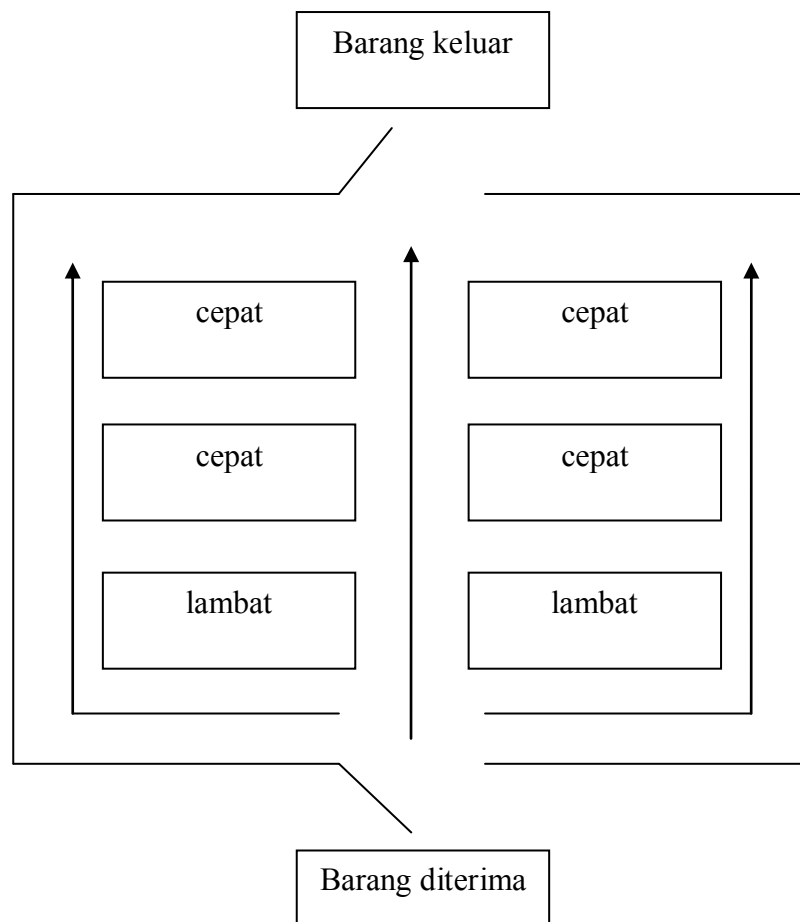 Barang keluar
cepat
cepat
cepat
cepat
lambat
lambat
Barang diterima